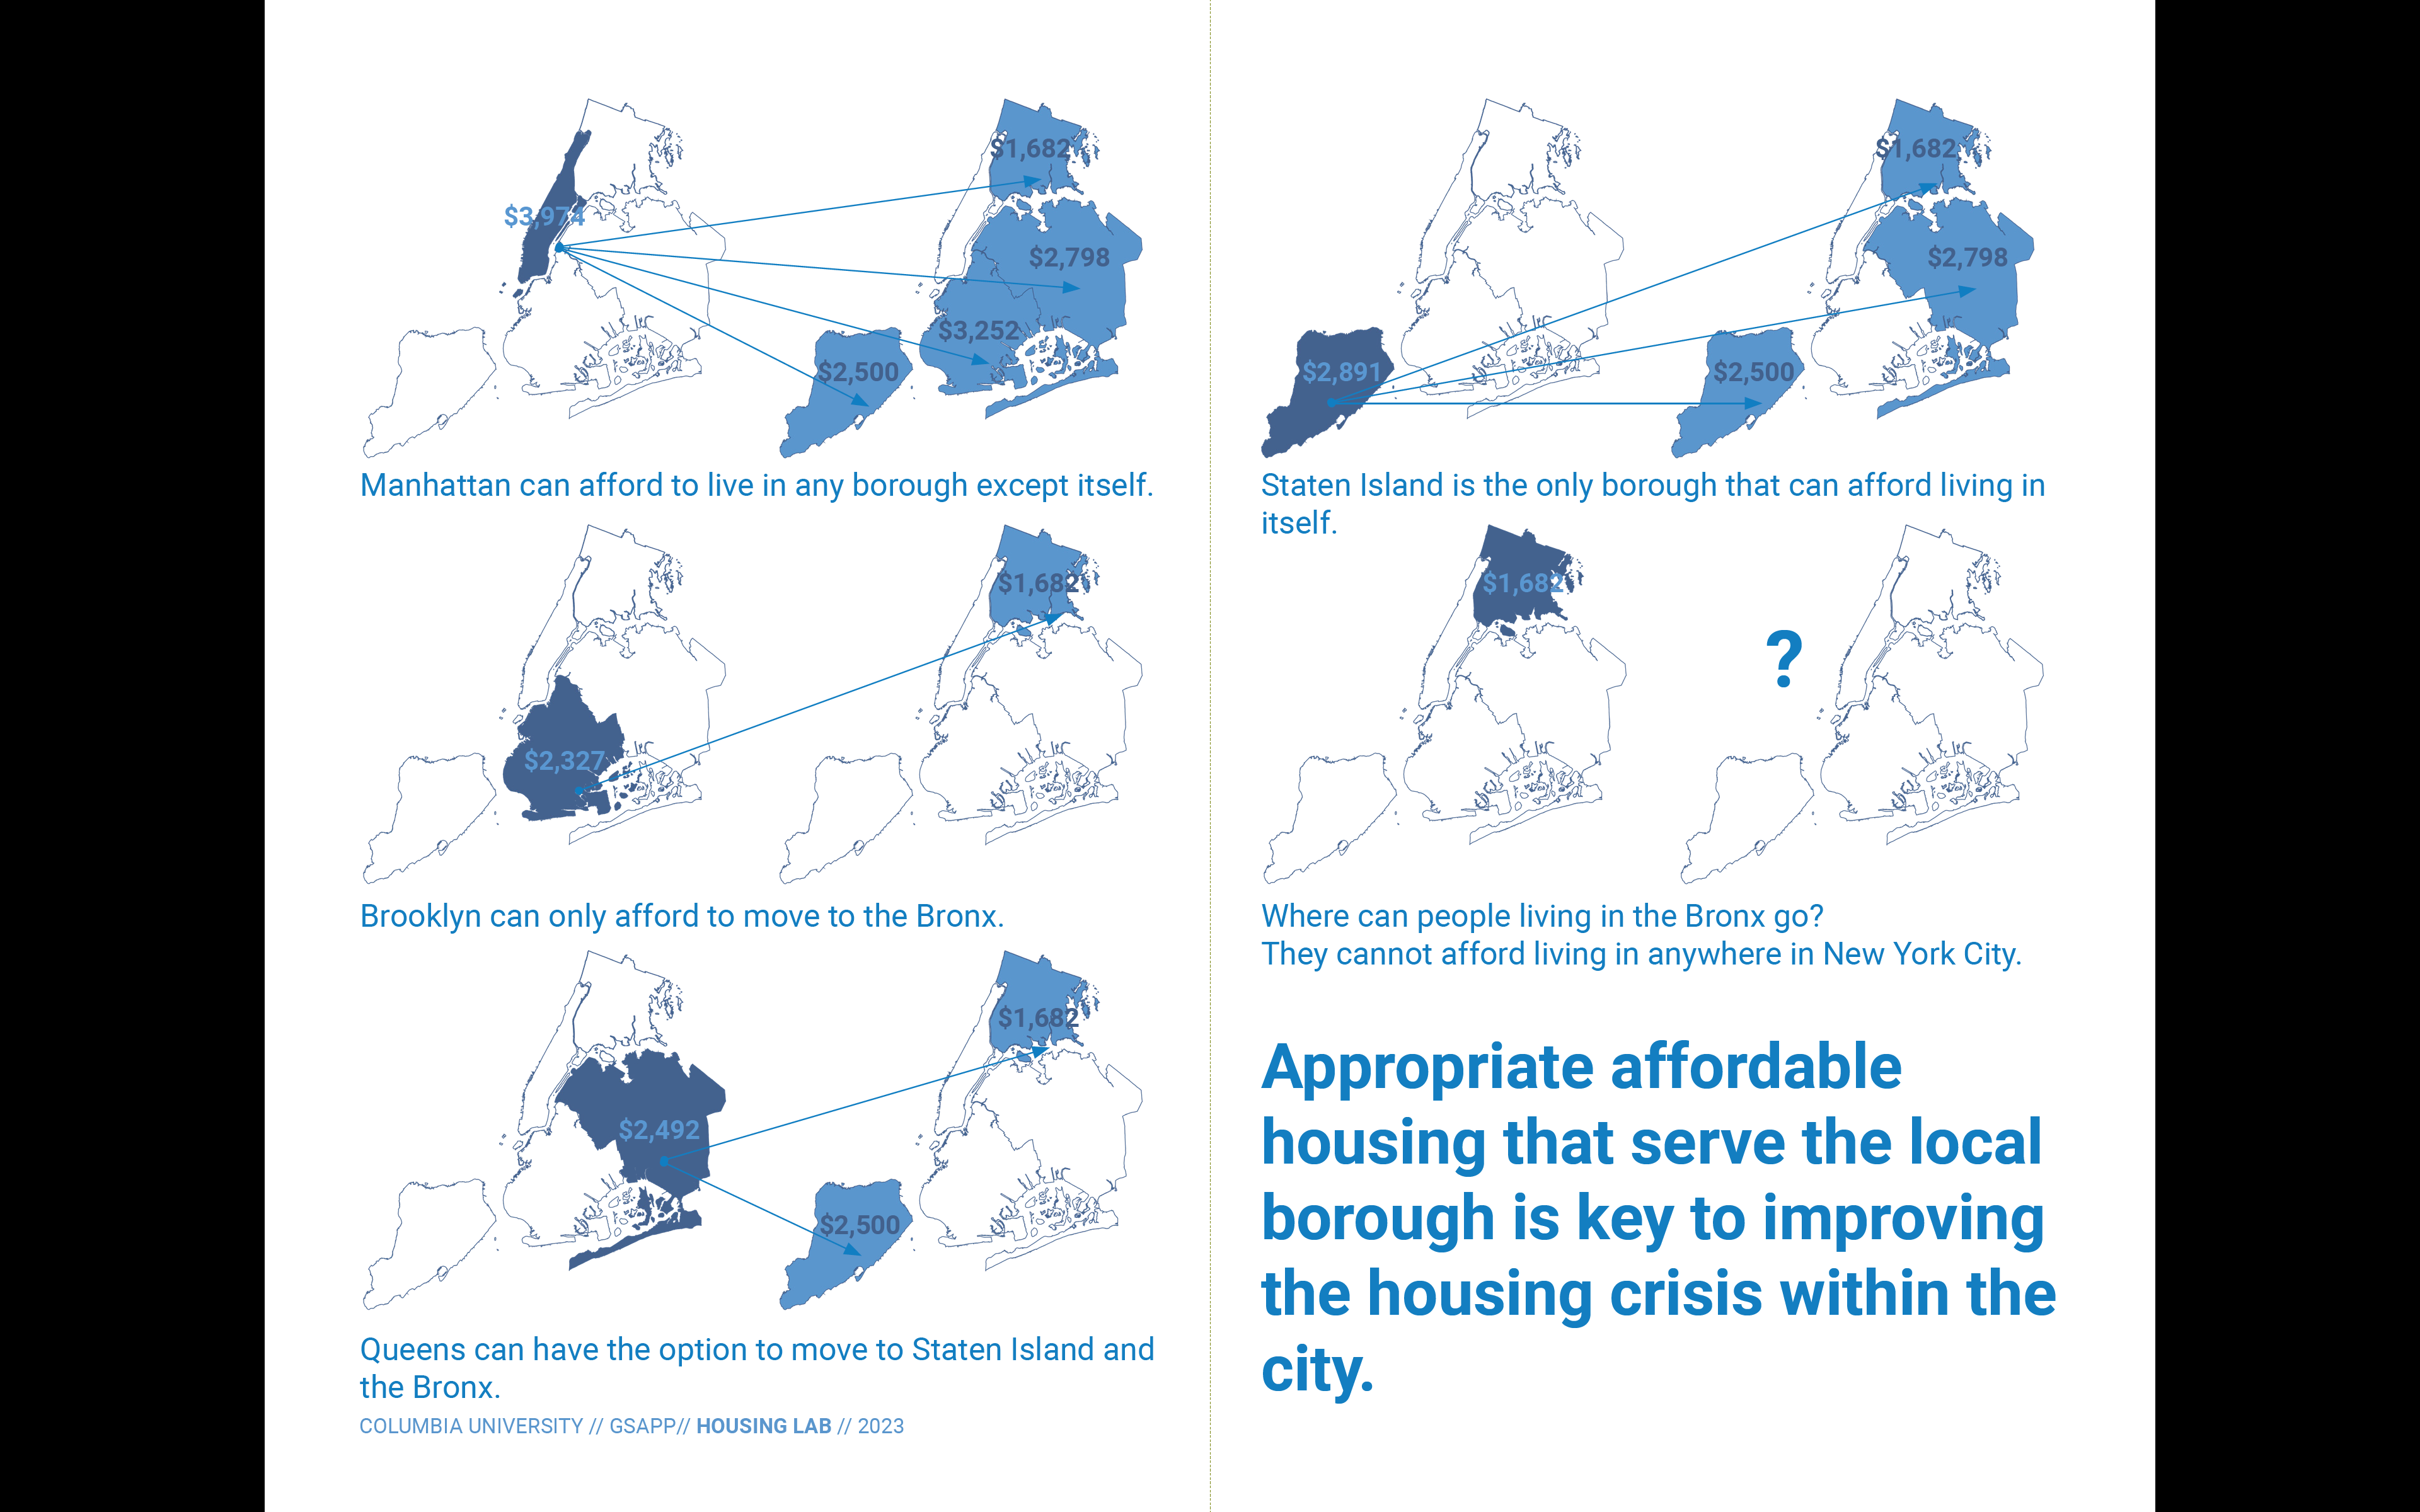 $3,974
$1,682
$2,798
$3,252
$2,500
Manhattan can afford to live in any borough except itself.
$2,327
$1,682
Brooklyn can only afford to move to the Bronx.
$2,492
$1,682
$2,500
Queens can have the option to move to Staten Island and
the Bronx.
COLUMBIA UNIVERSITY // GSAPP// HOUSING LAB // 2023
$2,891
$1,682
$2,798
$2,500
Staten Island is the only borough that can afford living in
itself.
$1,682
?
Where can people living in the Bronx go?
They cannot afford living in anywhere in New York City.
Appropriate affordable
housing that serve the local
borough is key to improving
the housing crisis within the
city.